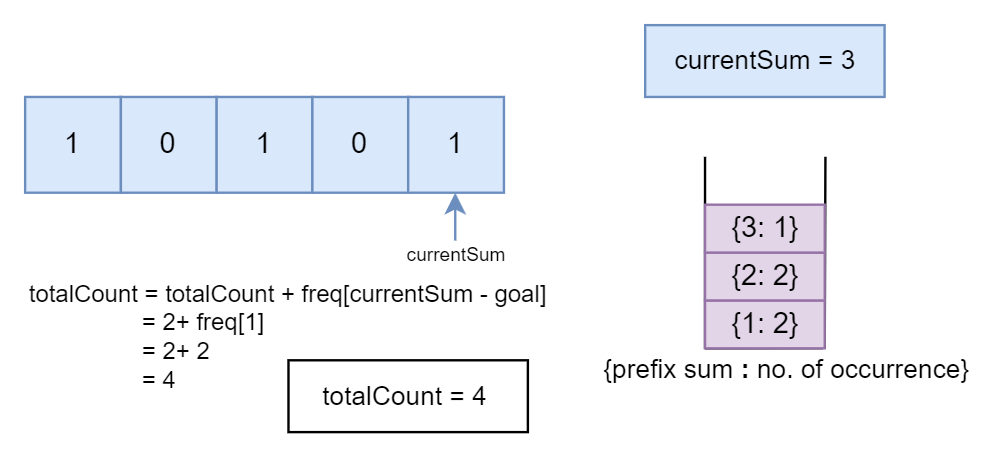 currentSum = 3
1 0 1 0 1
currentSum
totalCount = totalCount + freq[currentSum - goal]
= 2+ freq[1]
= 2+ 2
= 4
totalCount = 4
{3: 1}
{2: 2}
{1: 2}
{prefix sum : no. of occurrence}